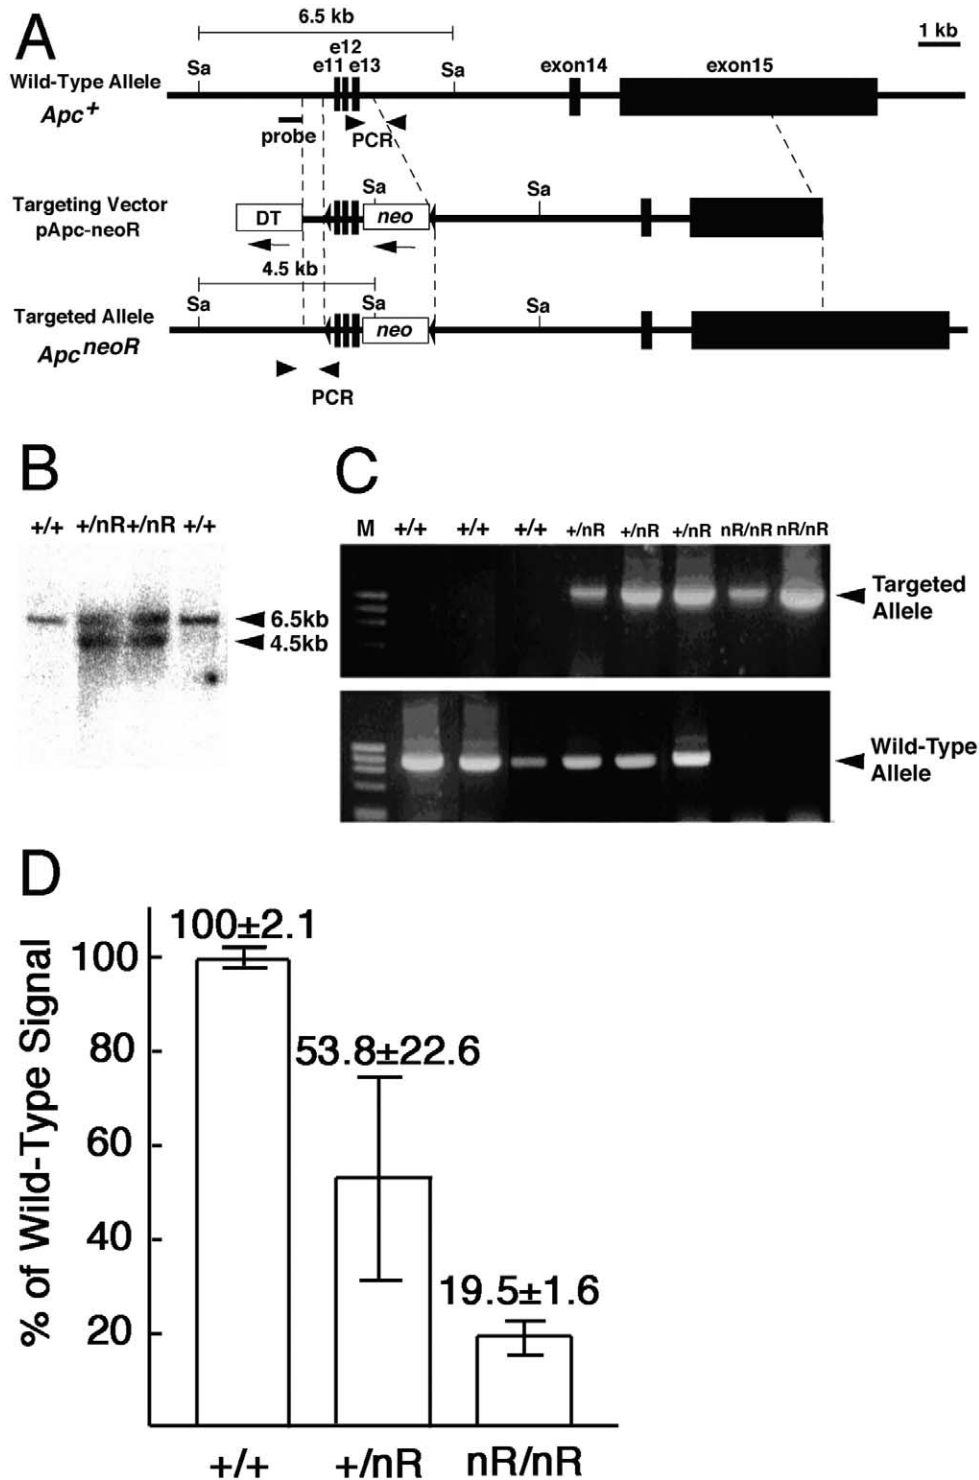 A
6.5 kb
1 kb
e12
Sa e11 e13 Sa exon14 exon15
Wild-Type Allele
Apc+
probe PCR
Targeting Vector
pApc-neoR
Sa Sa
DT neo
4.5 kb
Sa Sa Sa
Targeted Allele
Apc neoR
neo
PCR
B
+/+ +/nR +/nR +/+
6.5kb
4.5kb
C
M +/+ +/+ +/+ +/nR +/nR +/nR nR/nR nR/nR
Targeted
Allele
Wild-Type
Allele
D
% of Wild-Type Signal
100
80
60
40
20
100±2.1
53.8±22.6
19.5±1.6
+/+ +/nR nR/nR